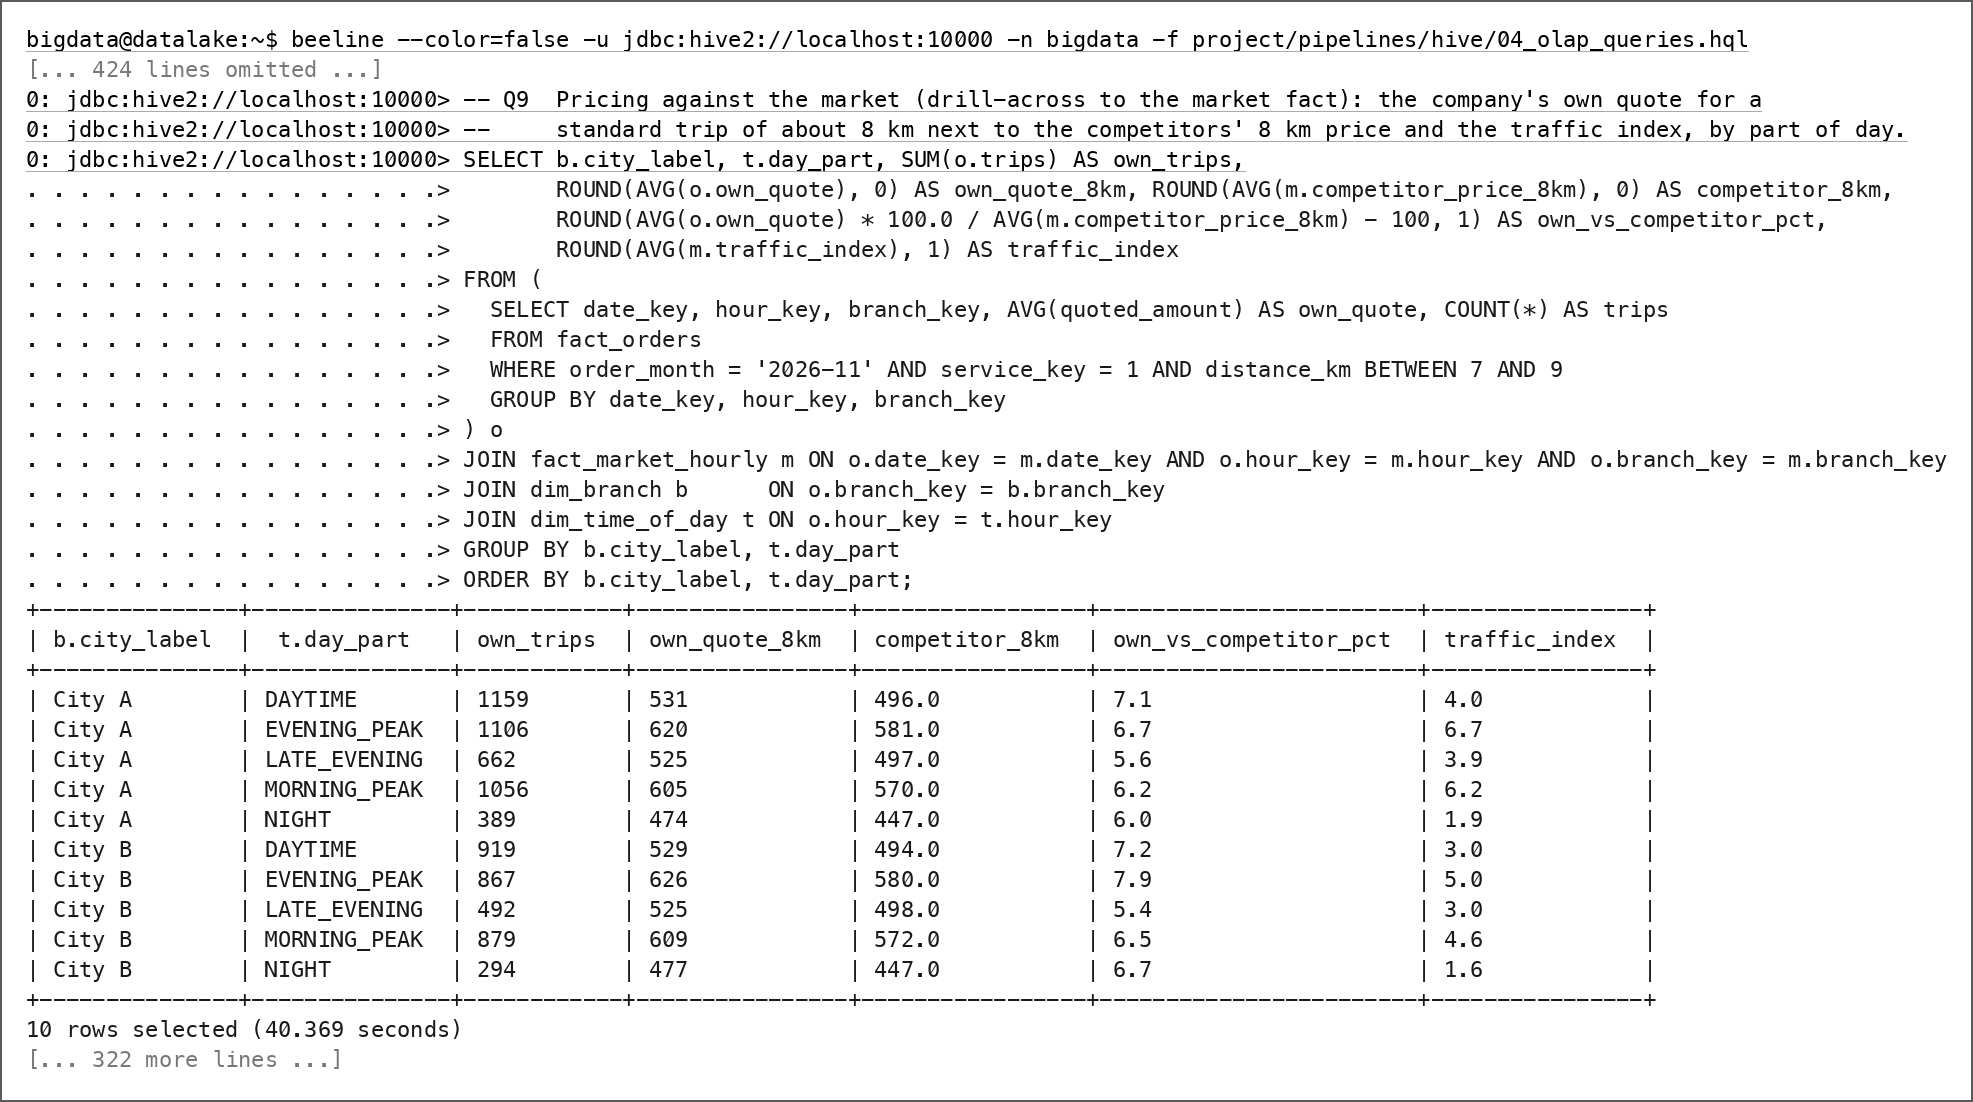 bigdata@datalake:~$ beeline --color=false -u jdbc:hive2://localhost:10000 -n bigdata -f project/pipelines/hive/04_olap_queries.hql
[... 424 lines omitted ...]
0: jdbc:hive2://localhost:10000> -- Q9  Pricing against the market (drill-across to the market fact): the company's own quote for a
0: jdbc:hive2://localhost:10000> --     standard trip of about 8 km next to the competitors' 8 km price and the traffic index, by part of day.
0: jdbc:hive2://localhost:10000> SELECT b.city_label, t.day_part, SUM(o.trips) AS own_trips,
. . . . . . . . . . . . . . . .>        ROUND(AVG(o.own_quote), 0) AS own_quote_8km, ROUND(AVG(m.competitor_price_8km), 0) AS competitor_8km,
. . . . . . . . . . . . . . . .>        ROUND(AVG(o.own_quote) * 100.0 / AVG(m.competitor_price_8km) - 100, 1) AS own_vs_competitor_pct,
. . . . . . . . . . . . . . . .>        ROUND(AVG(m.traffic_index), 1) AS traffic_index
. . . . . . . . . . . . . . . .> FROM (
. . . . . . . . . . . . . . . .>   SELECT date_key, hour_key, branch_key, AVG(quoted_amount) AS own_quote, COUNT(*) AS trips
. . . . . . . . . . . . . . . .>   FROM fact_orders
. . . . . . . . . . . . . . . .>   WHERE order_month = '2026-11' AND service_key = 1 AND distance_km BETWEEN 7 AND 9
. . . . . . . . . . . . . . . .>   GROUP BY date_key, hour_key, branch_key
. . . . . . . . . . . . . . . .> ) o
. . . . . . . . . . . . . . . .> JOIN fact_market_hourly m ON o.date_key = m.date_key AND o.hour_key = m.hour_key AND o.branch_key = m.branch_key
. . . . . . . . . . . . . . . .> JOIN dim_branch b      ON o.branch_key = b.branch_key
. . . . . . . . . . . . . . . .> JOIN dim_time_of_day t ON o.hour_key = t.hour_key
. . . . . . . . . . . . . . . .> GROUP BY b.city_label, t.day_part
. . . . . . . . . . . . . . . .> ORDER BY b.city_label, t.day_part;
+---------------+---------------+------------+----------------+-----------------+------------------------+----------------+
| b.city_label  |  t.day_part   | own_trips  | own_quote_8km  | competitor_8km  | own_vs_competitor_pct  | traffic_index  |
+---------------+---------------+------------+----------------+-----------------+------------------------+----------------+
| City A        | DAYTIME       | 1159       | 531            | 496.0           | 7.1                    | 4.0            |
| City A        | EVENING_PEAK  | 1106       | 620            | 581.0           | 6.7                    | 6.7            |
| City A        | LATE_EVENING  | 662        | 525            | 497.0           | 5.6                    | 3.9            |
| City A        | MORNING_PEAK  | 1056       | 605            | 570.0           | 6.2                    | 6.2            |
| City A        | NIGHT         | 389        | 474            | 447.0           | 6.0                    | 1.9            |
| City B        | DAYTIME       | 919        | 529            | 494.0           | 7.2                    | 3.0            |
| City B        | EVENING_PEAK  | 867        | 626            | 580.0           | 7.9                    | 5.0            |
| City B        | LATE_EVENING  | 492        | 525            | 498.0           | 5.4                    | 3.0            |
| City B        | MORNING_PEAK  | 879        | 609            | 572.0           | 6.5                    | 4.6            |
| City B        | NIGHT         | 294        | 477            | 447.0           | 6.7                    | 1.6            |
+---------------+---------------+------------+----------------+-----------------+------------------------+----------------+
10 rows selected (40.369 seconds)
[... 322 more lines ...]